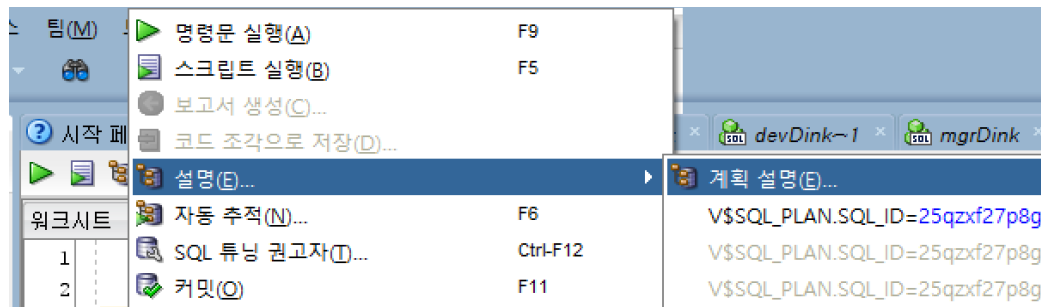 팀(M)
명령문 실행(A) F9
스크립트 실행(B) F5
보고서 생성(C)...
코드 조각으로 저장(D)...
시작 페
devDink~1 ×
mgrDink ×
설명(E)...
계획 설명(E)...
워크시트
자동 추적(N)... F6
V$SQL_PLAN.SQL_ID=25qzxf27p8g
1
SQL 튜닝 권고자(T)... Ctrl-F12
V$SQL_PLAN.SQL_ID=25qzxf27p8g
2
커밋(O) F11
V$SQL_PLAN.SQL_ID=25qzxf27p8g